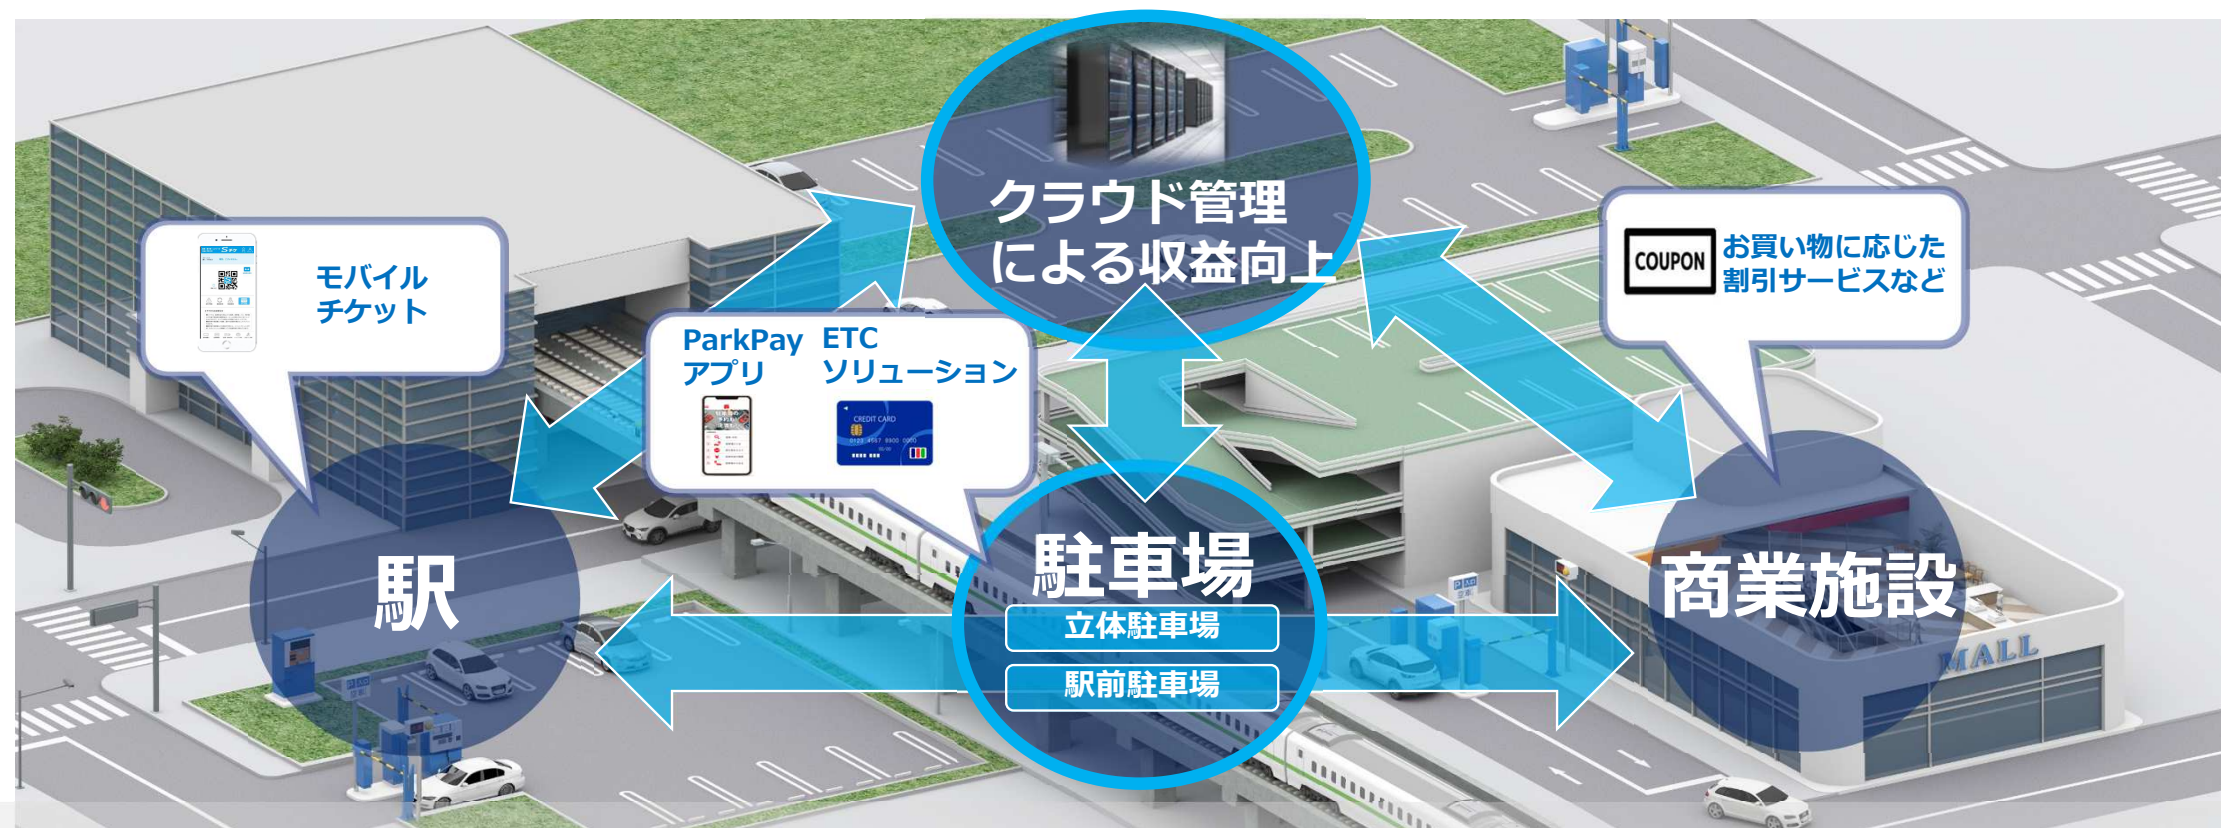 クラウド管理
による収益向上
モバイル
チケット
COUPON
お買い物に応じた
割引サービスなど
ParkPay
アプリ
ETC
ソリューション
CREDIT CARD
駅
駐車場
立体駐車場
駅前駐車場
商業施設
MALL